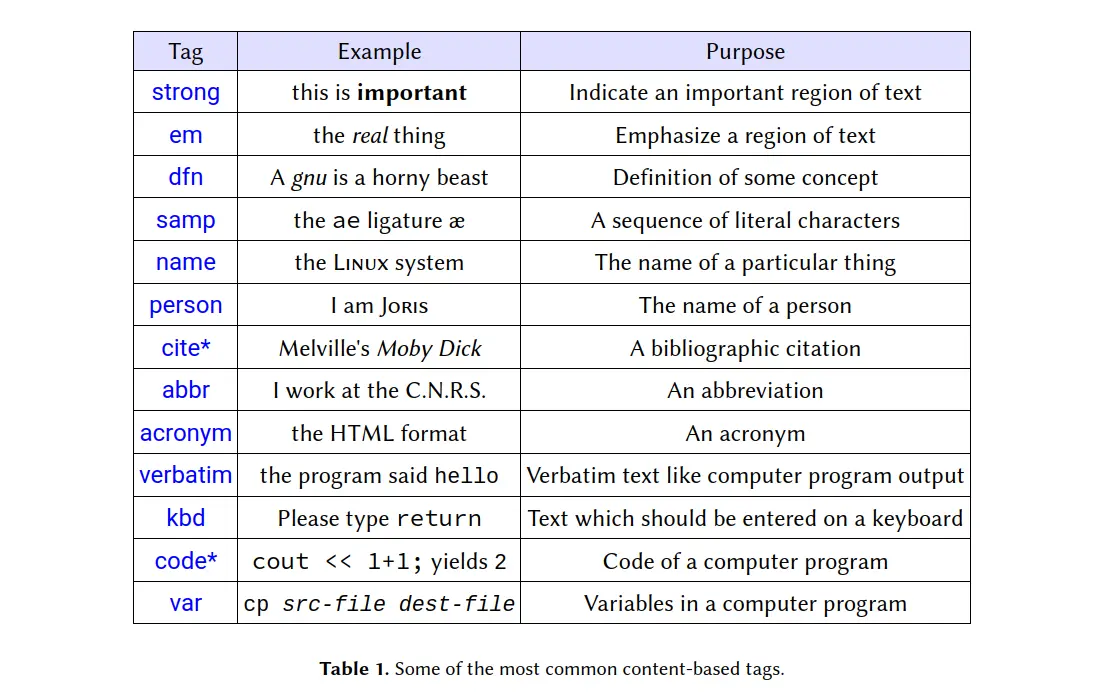 Tag Example Purpose
strong this is important Indicate an important region of text
em the real thing Emphasize a region of text
dfn A gnu is a horny beast Definition of some concept
samp the ae ligature æ A sequence of literal characters
name the Linux system The name of a particular thing
person I am Joris The name of a person
cite* Melville's Moby Dick A bibliographic citation
abbr I work at the C.N.R.S. An abbreviation
acronym the HTML format An acronym
verbatim the program said hello Verbatim text like computer program output
kbd Please type return Text which should be entered on a keyboard
code* cout << 1+1; yields 2 Code of a computer program
var cp src-file dest-file Variables in a computer program
Table 1. Some of the most common content-based tags.